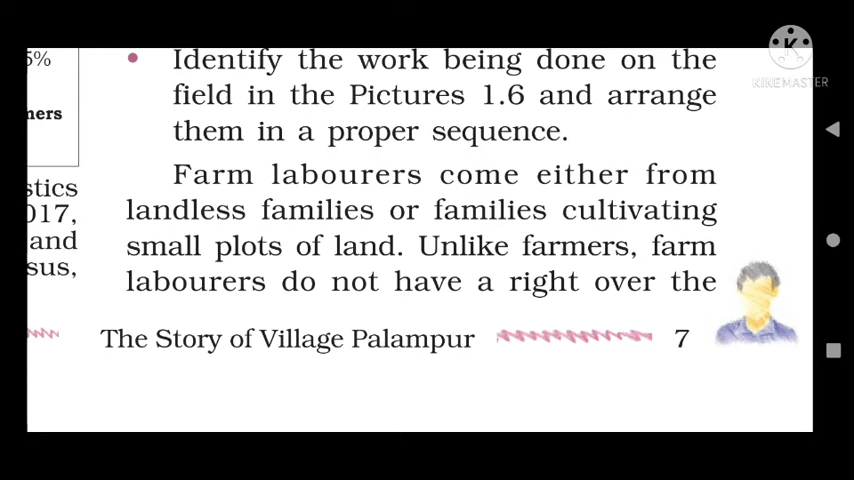 5%
mers
stics
017,
and
sus,
• Identify the work being done on the
field in the Pictures 1.6 and arrange
them in a proper sequence.
Farm labourers come either from
landless families or families cultivating
small plots of land. Unlike farmers, farm
labourers do not have a right over the
The Story of Village Palampur 7
K
KINEMASTER